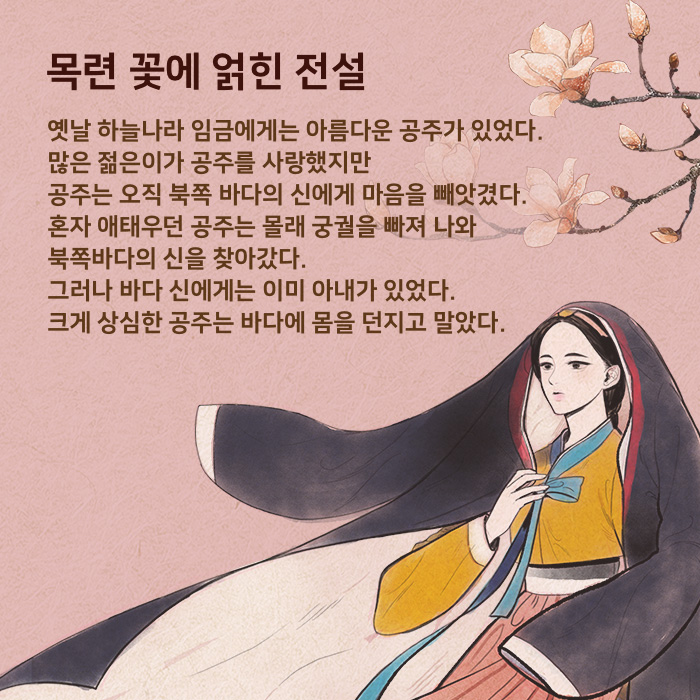 목련 꽃에 얽힌 전설
옛날 하늘나라 임금에게는 아름다운 공주가 있었다.
많은 젊은이가 공주를 사랑했지만
공주는 오직 북쪽 바다의 신에게 마음을 빼앗겼다.
혼자 애태우던 공주는 몰래 궁궐을 빠져 나와
북쪽바다의 신을 찾아갔다.
그러나 바다 신에게는 이미 아내가 있었다.
크게 상심한 공주는 바다에 몸을 던지고 말았다.